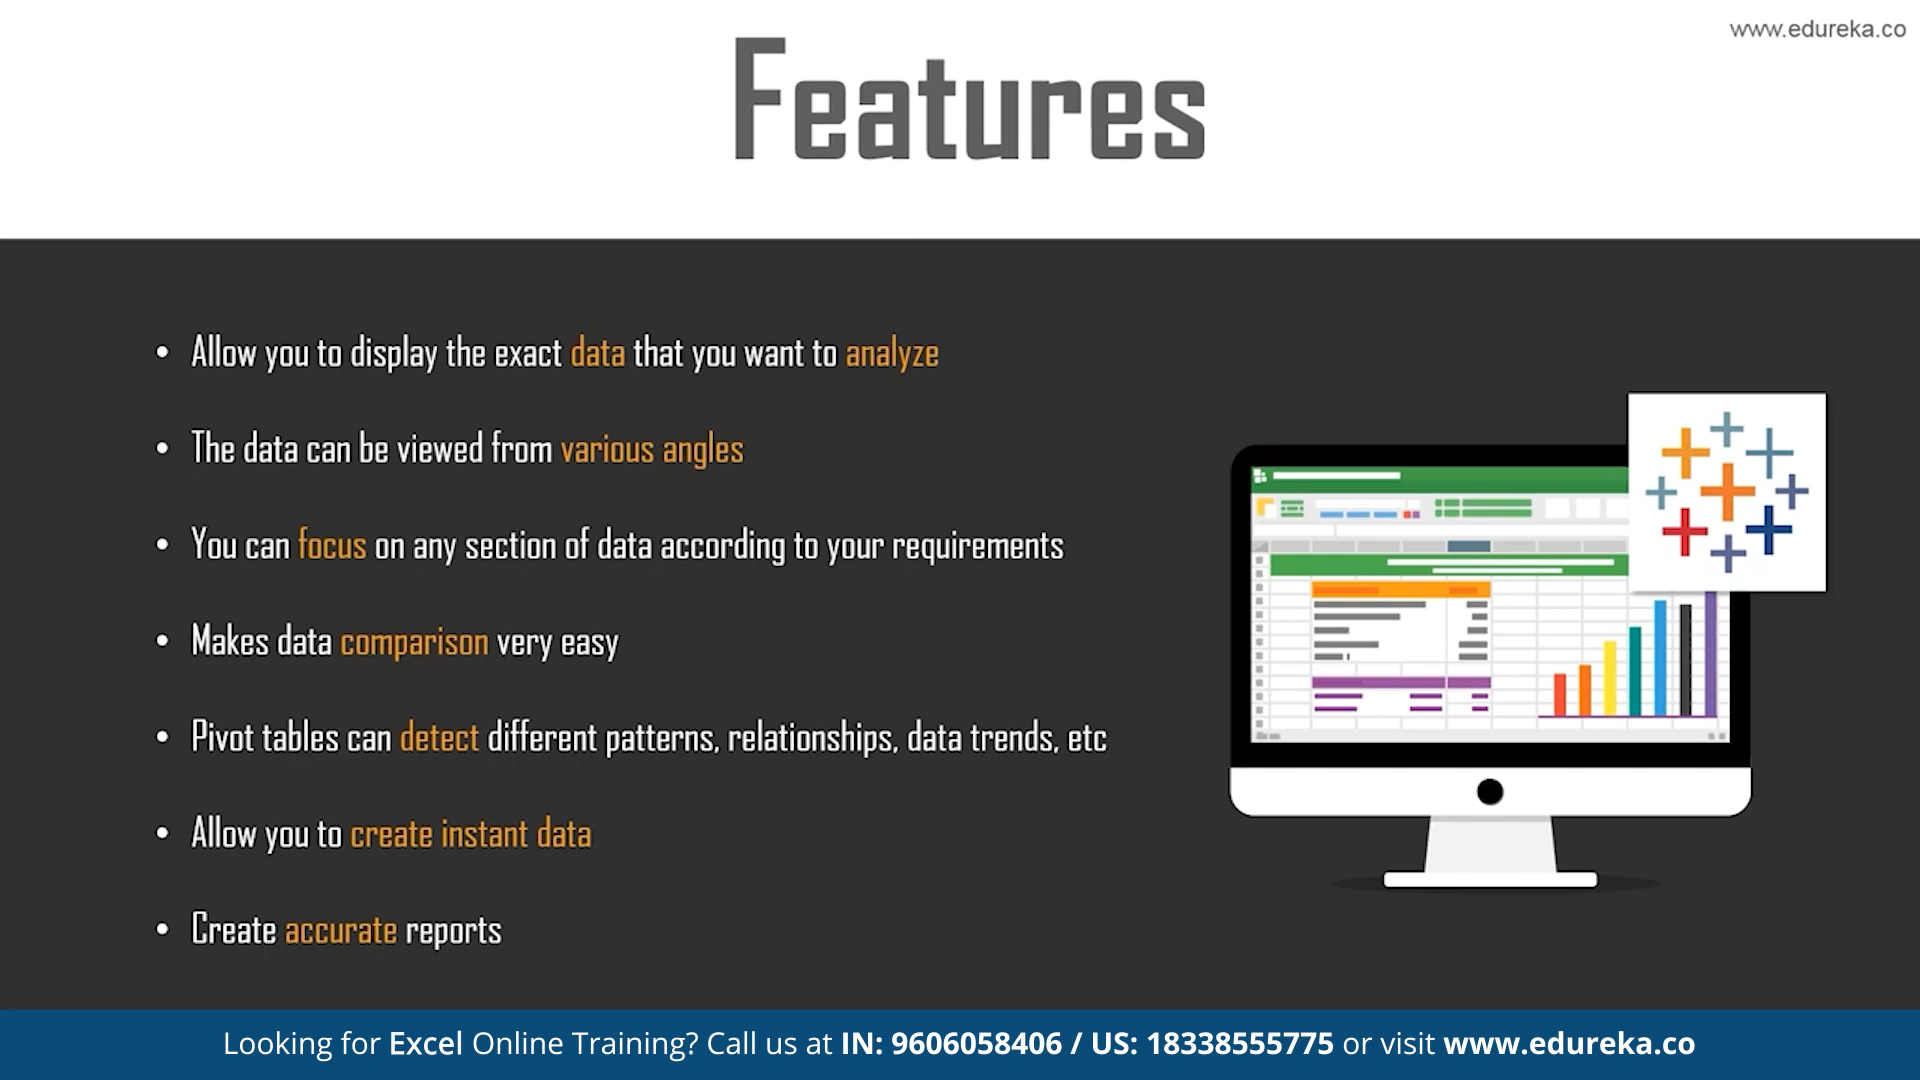 www.edureka.co
Features
• Allow you to display the exact data that you want to analyze
• The data can be viewed from various angles
• You can focus on any section of data according to your requirements
• Makes data comparison very easy
• Pivot tables can detect different patterns, relationships, data trends, etc
• Allow you to create instant data
• Create accurate reports
Looking for Excel Online Training? Call us at IN: 9606058406 / US: 18338555775 or visit www.edureka.co